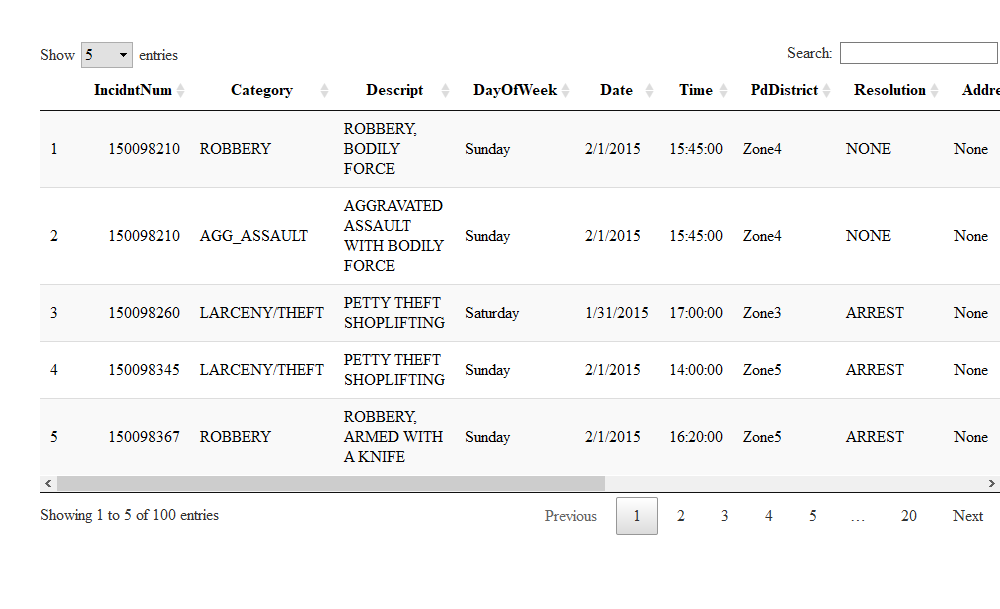 Show 5 entries Search:
IncidntNum Category Descript DayOfWeek Date Time PdDistrict Resolution Addre
1 150098210 ROBBERY ROBBERY, BODILY FORCE Sunday 2/1/2015 15:45:00 Zone4 NONE None
2 150098210 AGG_ASSAULT AGGRAVATED ASSAULT WITH BODILY FORCE Sunday 2/1/2015 15:45:00 Zone4 NONE None
3 150098260 LARCENY/THEFT PETTY THEFT SHOPLIFTING Saturday 1/31/2015 17:00:00 Zone3 ARREST None
4 150098345 LARCENY/THEFT PETTY THEFT SHOPLIFTING Sunday 2/1/2015 14:00:00 Zone5 ARREST None
5 150098367 ROBBERY ROBBERY, ARMED WITH A KNIFE Sunday 2/1/2015 16:20:00 Zone5 ARREST None
Showing 1 to 5 of 100 entries Previous 1 2 3 4 5 … 20 Next